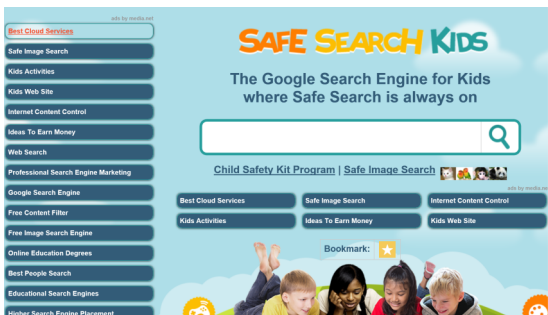 ads by media.net
Best Cloud Services
Safe Image Search
Kids Activities
Kids Web Site
Internet Content Control
Ideas To Earn Money
Web Search
Professional Search Engine Marketing
Google Search Engine
Free Content Filter
Free Image Search Engine
Online Education Degrees
Best People Search
Educational Search Engines
Higher Search Engine Placement
SAFE SEARCH KIDS
The Google Search Engine for Kids
where Safe Search is always on
Child Safety Kit Program | Safe Image Search
ads by media.net
Best Cloud Services Safe Image Search Internet Content Control
Kids Activities Ideas To Earn Money Kids Web Site
Bookmark: